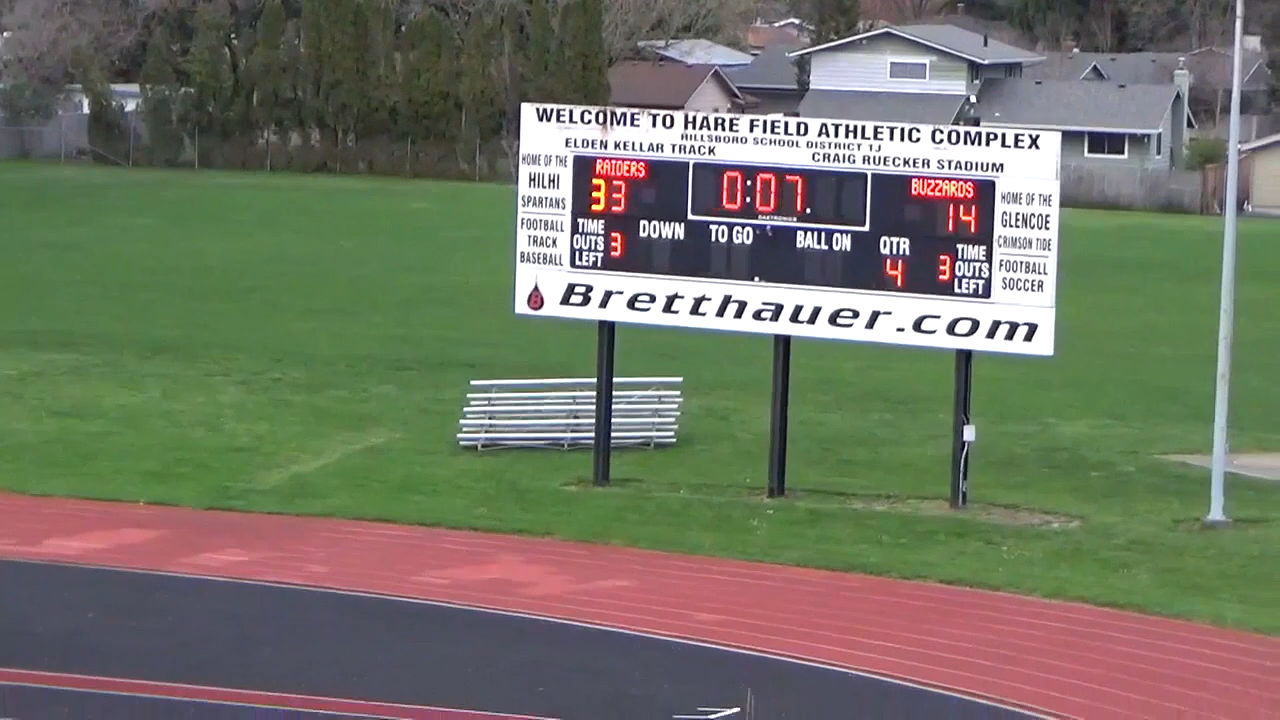 WELCOME TO HARE FIELD ATHLETIC COMPLEX
HILLSBORO SCHOOL DISTRICT 1J
ELDEN KELLAR TRACK
CRAIG RUECKER STADIUM
HOME OF THE
HILHI
SPARTANS
FOOTBALL
TRACK
BASEBALL
RAIDERS
33
0:07.
DAKTRONICS
BUZZARDS
14
TIME
OUTS
LEFT
3
DOWN
TO GO
BALL ON
QTR
4
3
TIME
OUTS
LEFT
HOME OF THE
GLENCOE
CRIMSON TIDE
FOOTBALL
SOCCER
B
Bretthauer.com